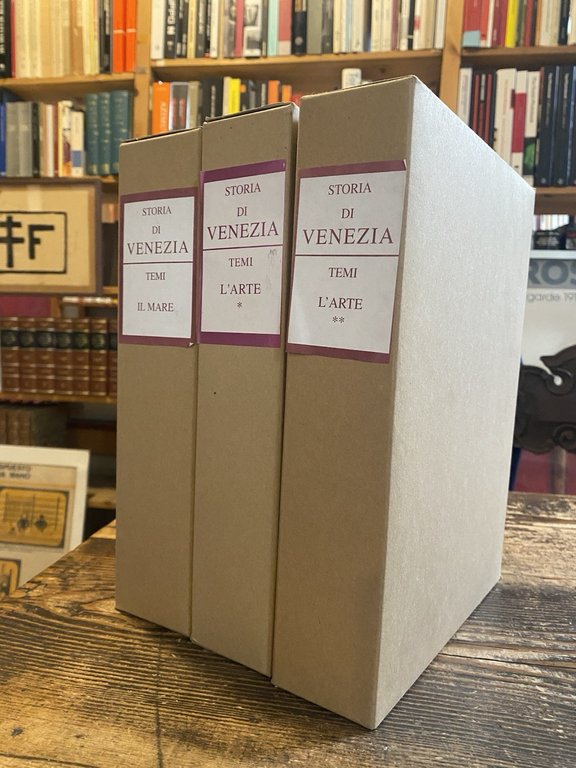 STORIA
DI
VENEZIA
TEMI
IL MARE
STORIA
DI
VENEZIA
TEMI
L'ARTE
*
STORIA
DI
VENEZIA
TEMI
L'ARTE
**